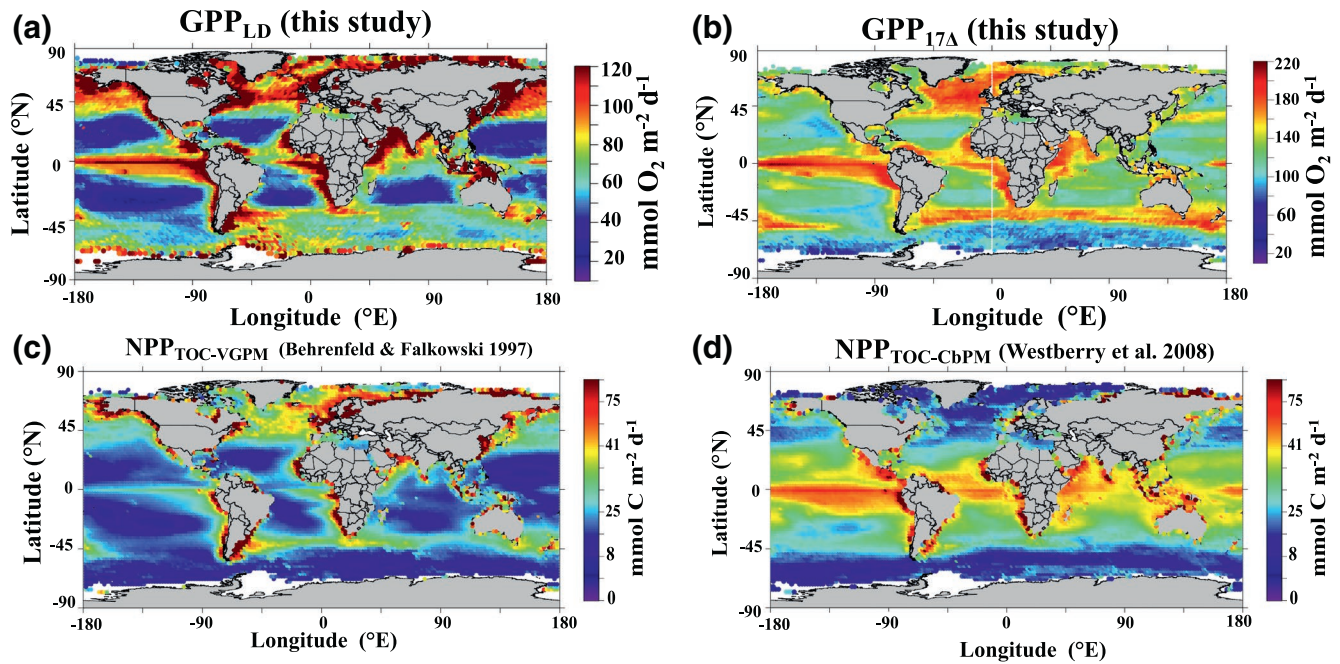 (a) GPP_LD (this study)
90
45
0
-45
-90
Latitude (°N)
-180 -90 0 90 180
Longitude (°E)
120
100
80
60
40
20
mmol O₂ m⁻² d⁻¹
(b) GPP_17Δ (this study)
90
45
0
-45
-90
Latitude (°N)
-180 -90 0 90 180
Longitude (°E)
220
200
180
160
140
120
100
80
60
40
20
mmol O₂ m⁻² d⁻¹
(c) NPP_TOC-VGPM (Behrenfeld & Falkowski 1997)
90
45
0
-45
-90
Latitude (°N)
-180 -90 0 90 180
Longitude (°E)
75
41
25
8
0
mmol C m⁻² d⁻¹
(d) NPP_TOC-CbPM (Westberry et al. 2008)
90
45
0
-45
-90
Latitude (°N)
-180 -90 0 90 180
Longitude (°E)
75
41
25
8
0
mmol C m⁻² d⁻¹